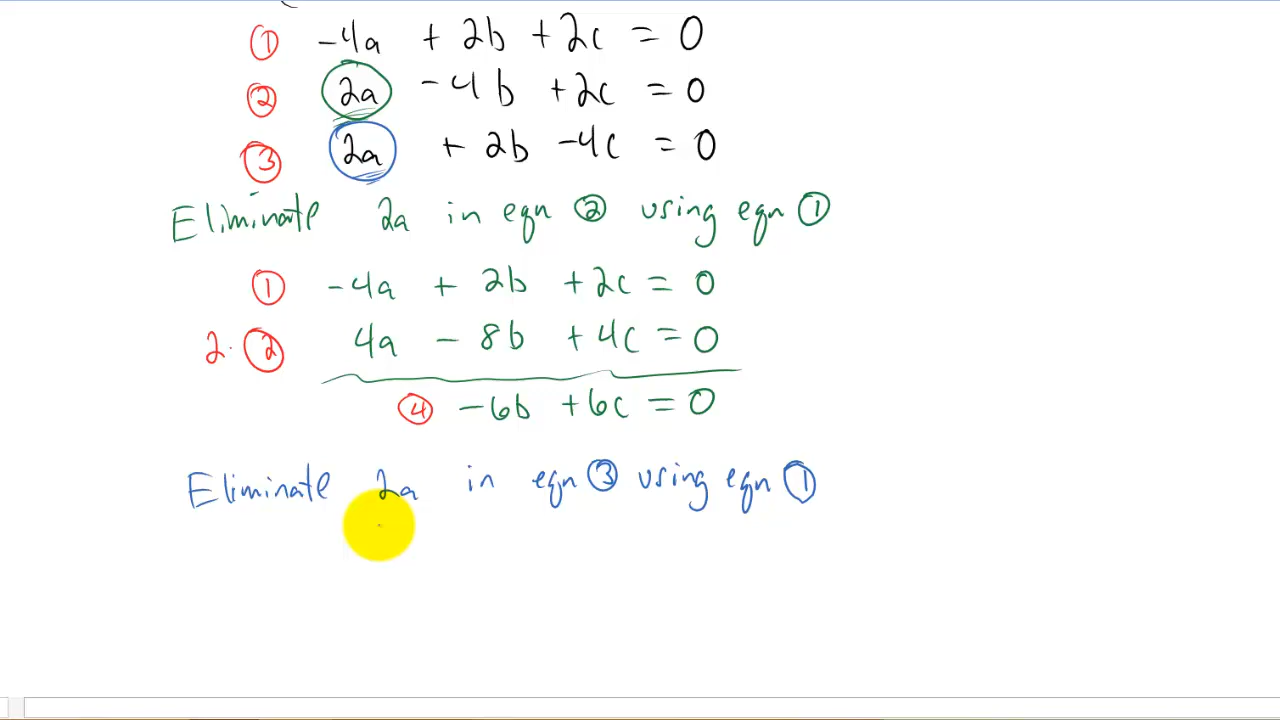 ① -4a + 2b + 2c = 0
② 2a - 4b + 2c = 0
③ 2a + 2b - 4c = 0
Eliminate 2a in eqn ② using eqn ①
① -4a + 2b + 2c = 0
2·② 4a - 8b + 4c = 0
④ -6b + 6c = 0
Eliminate 2a in eqn ③ using eqn ①